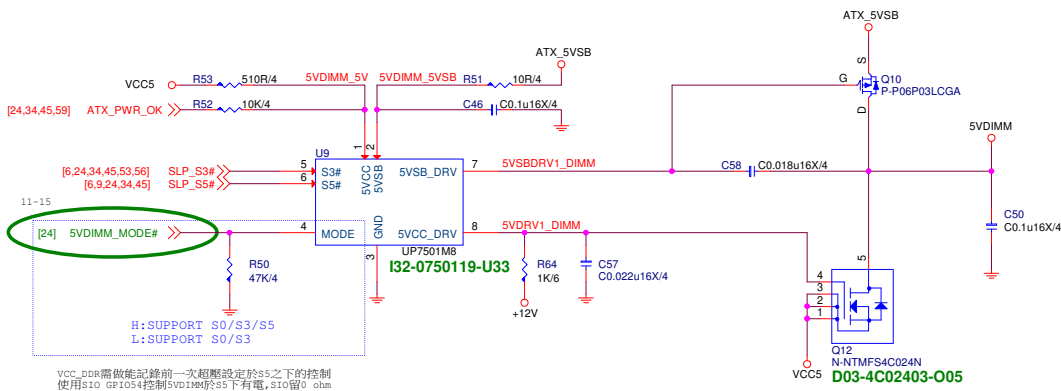 ATX_5VSB
ATX_5VSB
VCC5
R53
510R/4
5VDIMM_5V
5VDIMM_5VSB
R51
10R/4
S
Q10
G
P-P06P03LCGA
D
[24,34,45,59]
ATX_PWR_OK
R52
10K/4
C46
C0.1u16X/4
5VDIMM
U9
1
2
5VCC
5VSB
[6,24,34,45,53,56]
SLP_S3#
5
S3#
5VSB_DRV
7
5VSBDRV1_DIMM
C58
C0.018u16X/4
[6,9,24,34,45]
SLP_S5#
6
S5#
11-15
[24]
5VDIMM_MODE#
4
MODE
GND
5VCC_DRV
8
5VDRV1_DIMM
C50
C0.1u16X/4
3
UP7501M8
I32-0750119-U33
R50
47K/4
R64
1K/6
C57
C0.022u16X/4
+12V
5
4
3
2
1
H:SUPPORT S0/S3/S5
L:SUPPORT S0/S3
Q12
N-NTMFS4C024N
VCC5
D03-4C02403-O05
VCC_DDR需做能記錄前一次超壓設定於S5之下的控制
使用SIO GPIO54控制5VDIMM於S5下有電,SIO留0 ohm